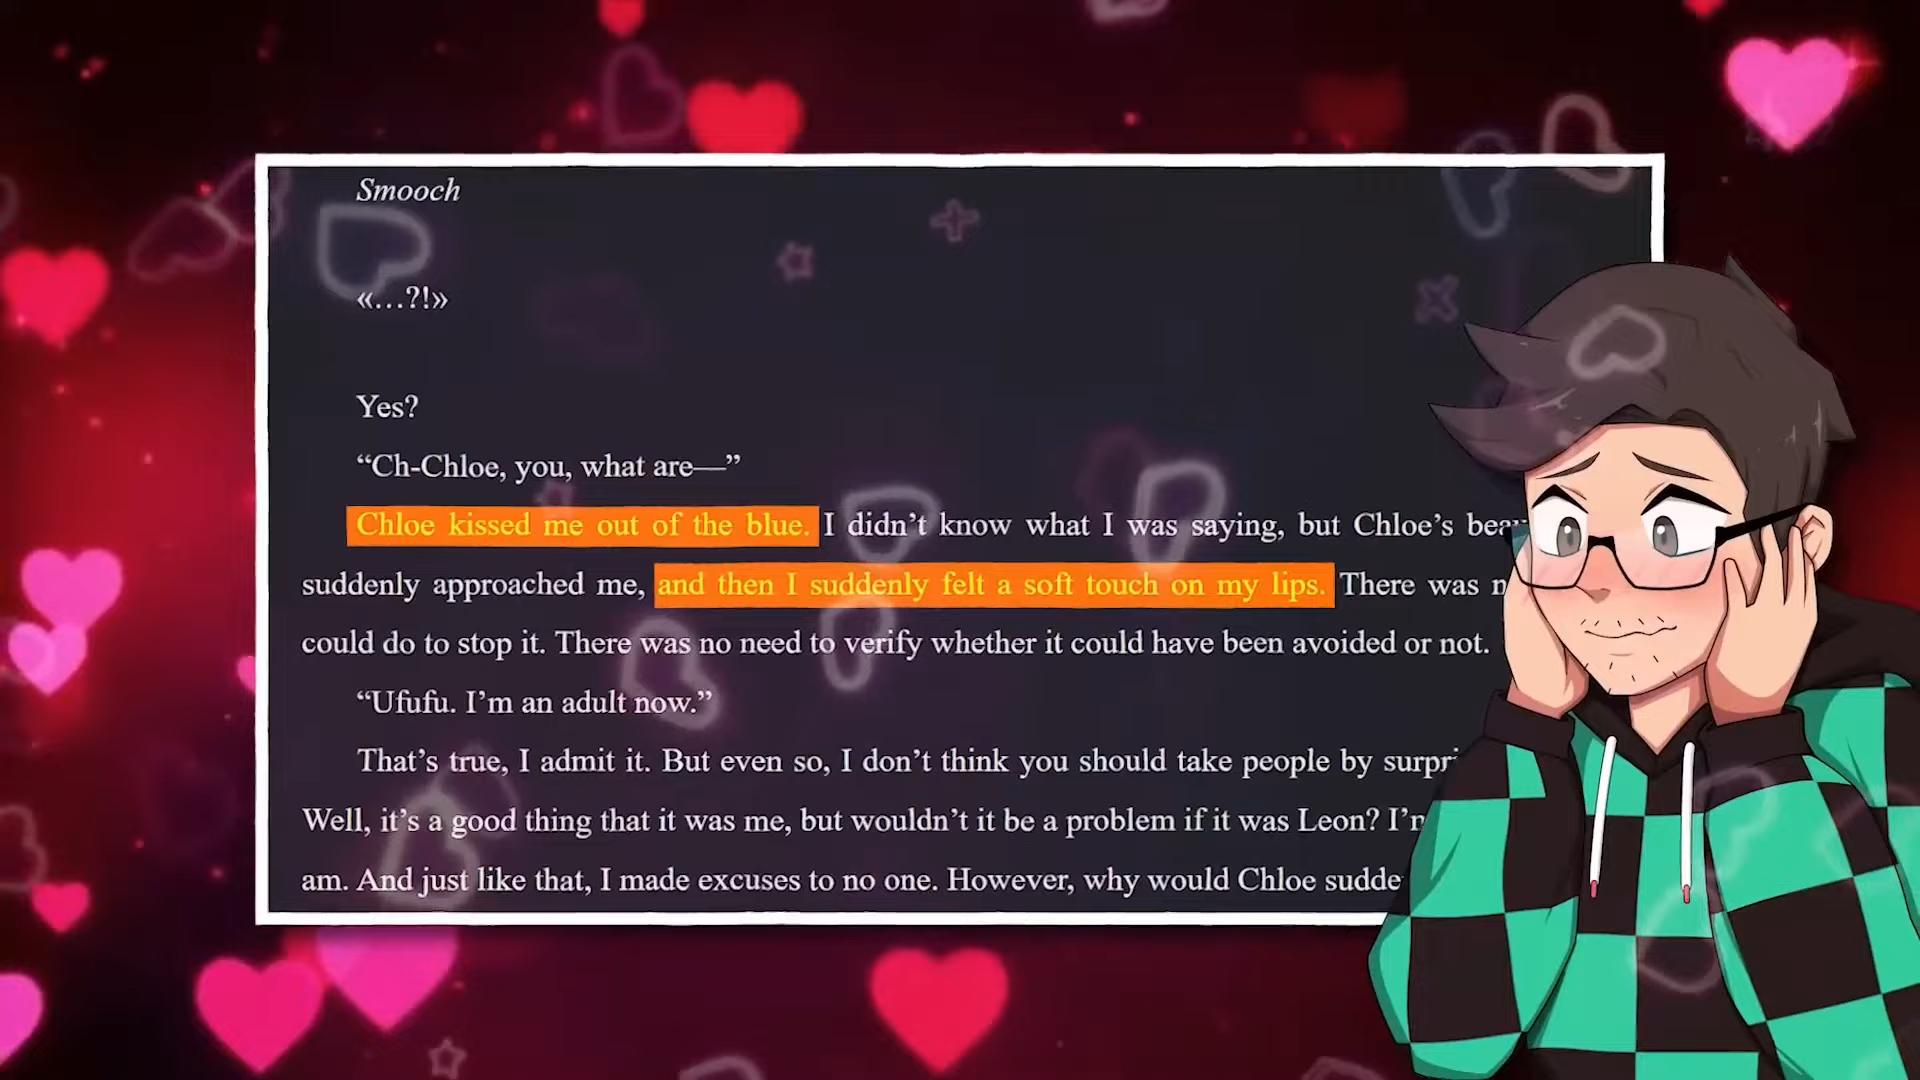 Smooch
«…?!»
Yes?
“Ch-Chloe, you, what are—”
Chloe kissed me out of the blue. I didn’t know what I was saying, but Chloe’s
suddenly approached me, and then I suddenly felt a soft touch on my lips. There was
could do to stop it. There was no need to verify whether it could have been avoided or not.
“Ufufu. I’m an adult now.”
That’s true, I admit it. But even so, I don’t think you should take people by
Well, it’s a good thing that it was me, but wouldn’t it be a problem if it was Leon?
am. And just like that, I made excuses to no one. However, why would Chloe